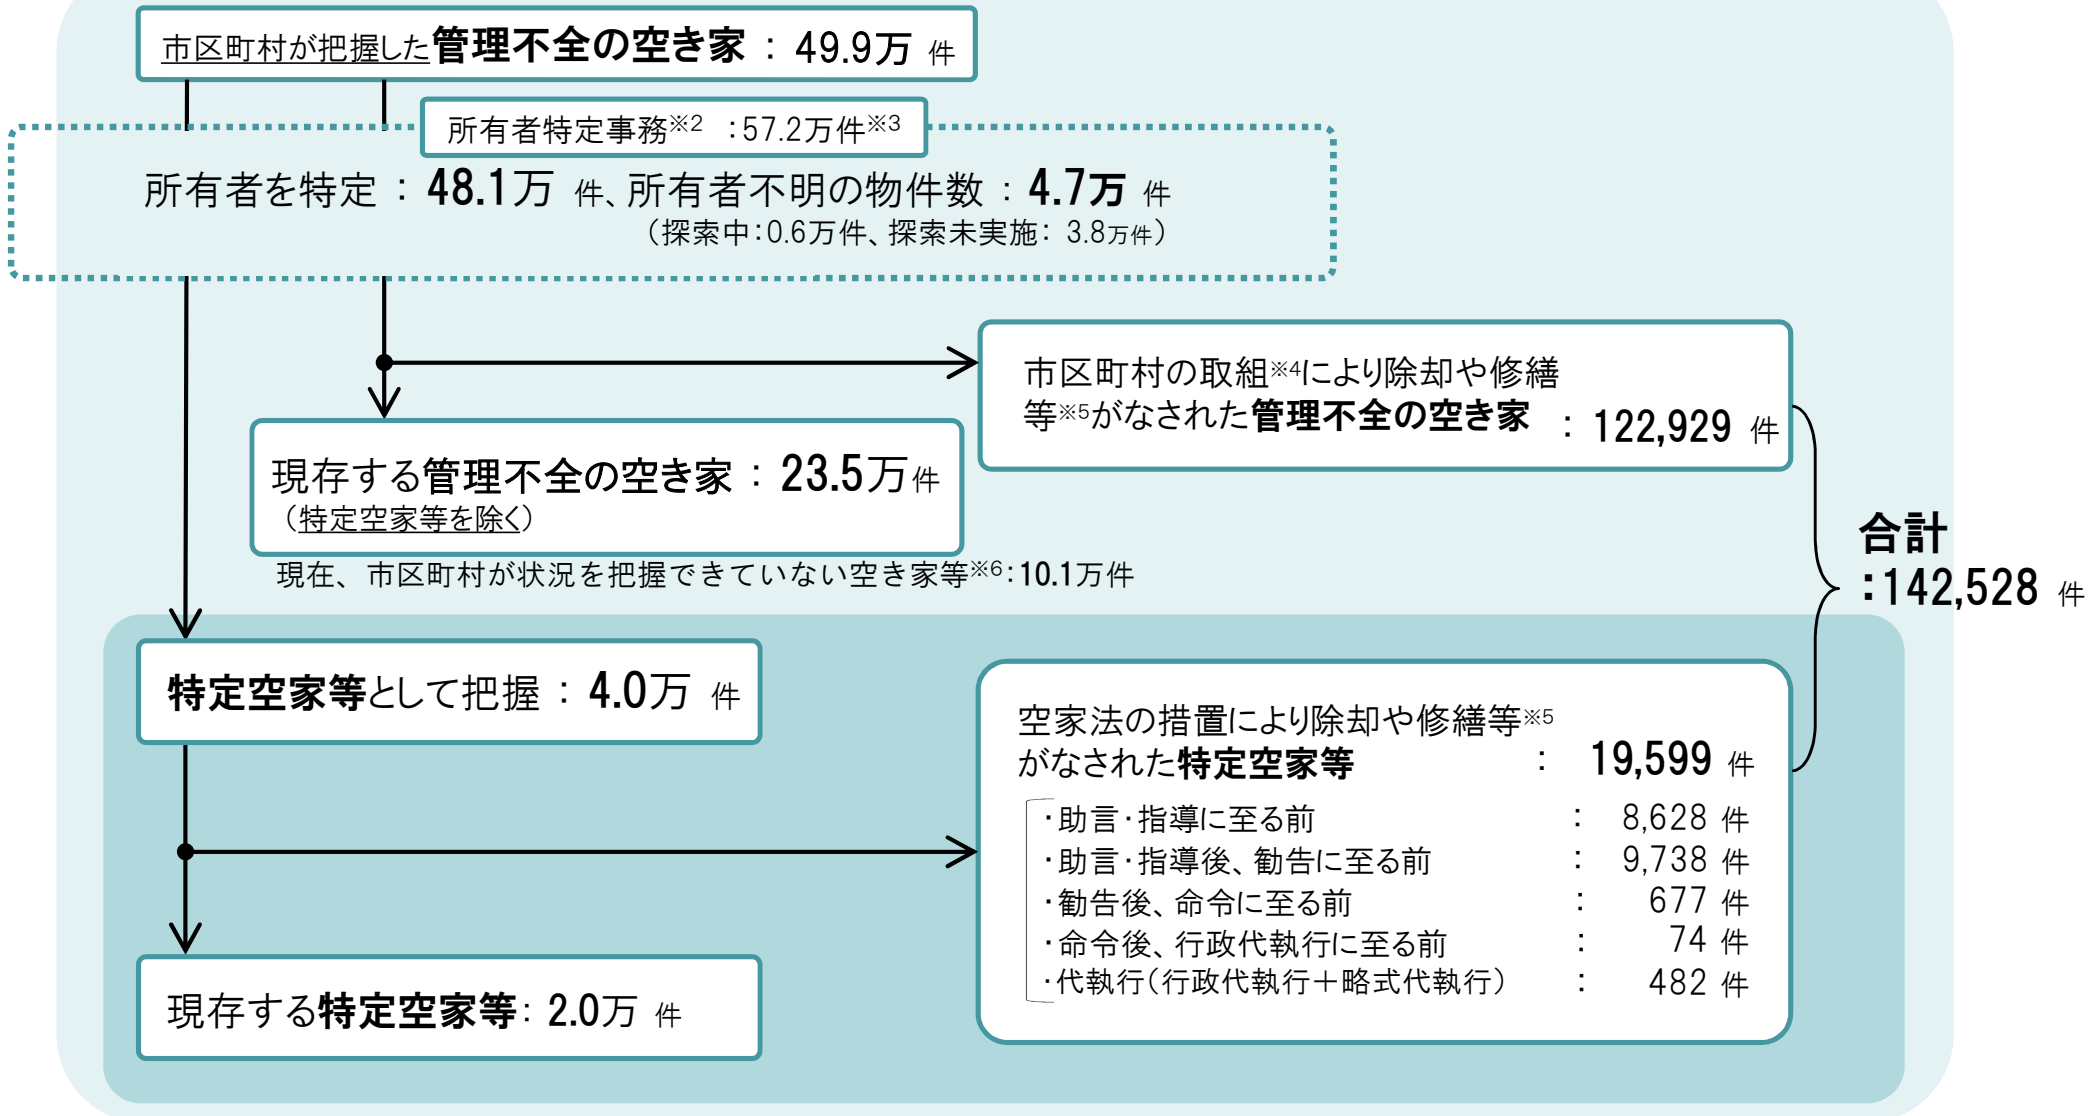 市区町村が把握した管理不全の空き家 : 49.9万 件
所有者特定事務※2 :57.2万件※3
所有者を特定 : 48.1万 件、所有者不明の物件数 : 4.7万 件
(探索中:0.6万件、探索未実施: 3.8万件)
市区町村の取組※4により除却や修繕
等※5がなされた管理不全の空き家 : 122,929 件
現存する管理不全の空き家 : 23.5万件
(特定空家等を除く)
現在、市区町村が状況を把握できていない空き家等※6:10.1万件
合計
:142,528 件
特定空家等として把握 : 4.0万 件
空家法の措置により除却や修繕等※5
がなされた特定空家等 : 19,599 件
・助言・指導に至る前 : 8,628 件
・助言・指導後、勧告に至る前 : 9,738 件
・勧告後、命令に至る前 : 677 件
・命令後、行政代執行に至る前 : 74 件
・代執行(行政代執行+略式代執行) : 482 件
現存する特定空家等: 2.0万 件